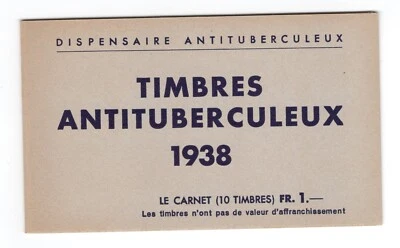 DISPENSAIRE ANTITUBERCULEUX
TIMBRES
ANTITUBERCULEUX
1938
LE CARNET (10 TIMBRES) FR. 1.—
Les timbres n'ont pas de valeur d'affranchissement